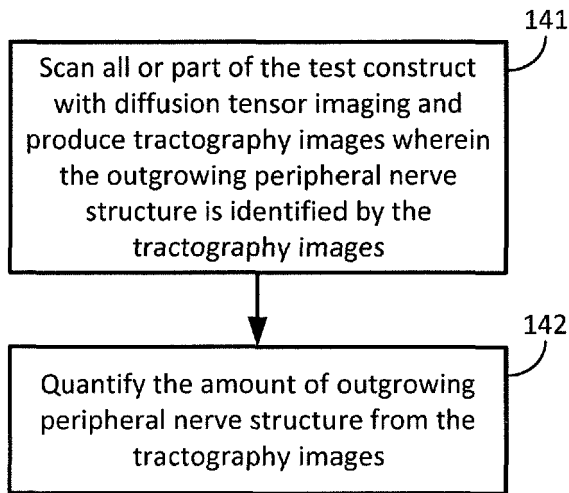 141
Scan all or part of the test construct
with diffusion tensor imaging and
produce tractography images wherein
the outgrowing peripheral nerve
structure is identified by the
tractography images
142
Quantify the amount of outgrowing
peripheral nerve structure from the
tractography images